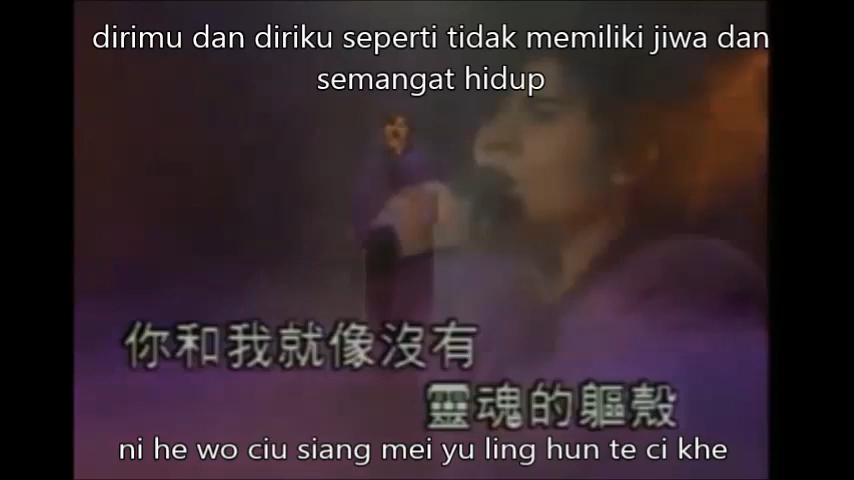 dirimu dan diriku seperti tidak memiliki jiwa dan
semangat hidup
你和我就像沒有
靈魂的軀殼
ni he wo ciu siang mei yu ling hun te ci khe